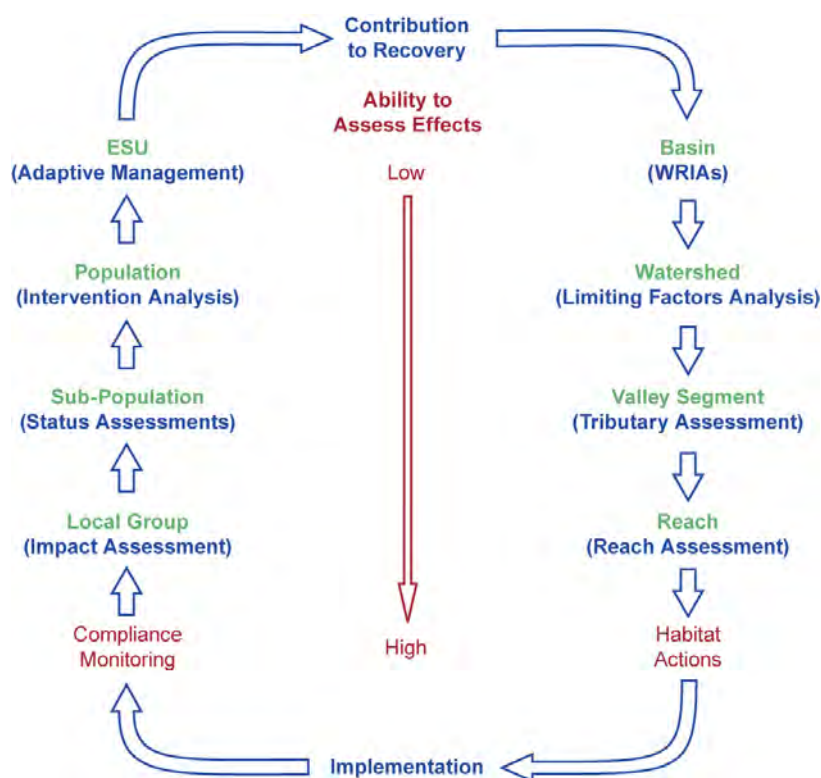 Contribution
to Recovery
Ability to
Assess Effects
Low
High
ESU
(Adaptive Management)
Population
(Intervention Analysis)
Sub-Population
(Status Assessments)
Local Group
(Impact Assessment)
Compliance
Monitoring
Basin
(WRIAs)
Watershed
(Limiting Factors Analysis)
Valley Segment
(Tributary Assessment)
Reach
(Reach Assessment)
Habitat
Actions
Implementation